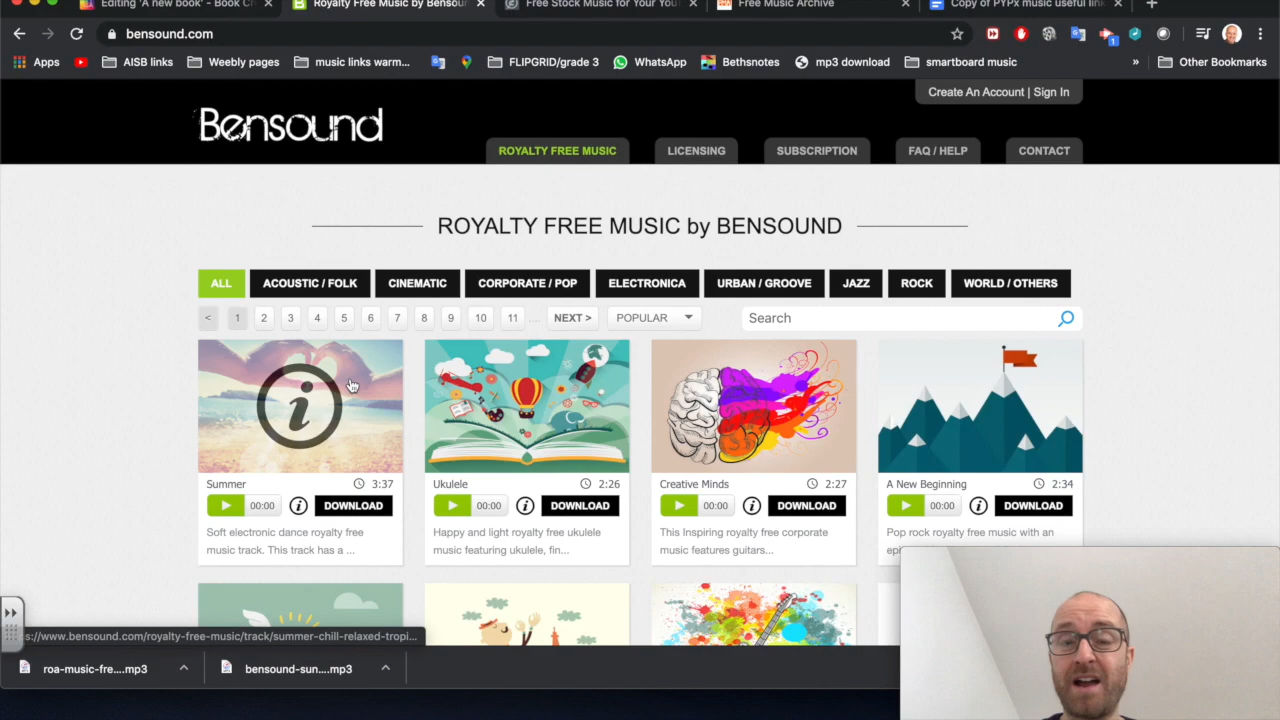 Editing 'A new book' - Book C
Royalty Free Music by Bensoun
Free Stock Music for Your YouT
Free Music Archive
Copy of PYPx music useful link
bensound.com
1
Apps
AISB links
Weebly pages
music links warm...
FLIPGRID/grade 3
WhatsApp
Bethsnotes
mp3 download
smartboard music
»
Other Bookmarks
Create An Account | Sign In
Bensound
ROYALTY FREE MUSIC
LICENSING
SUBSCRIPTION
FAQ / HELP
CONTACT
ROYALTY FREE MUSIC by BENSOUND
ALL
ACOUSTIC / FOLK
CINEMATIC
CORPORATE / POP
ELECTRONICA
URBAN / GROOVE
JAZZ
ROCK
WORLD / OTHERS
< 1 2 3 4 5 6 7 8 9 10 11 .... NEXT > POPULAR
Search
Summer 3:37
00:00 DOWNLOAD
Soft electronic dance royalty free
music track. This track has a ...
Ukulele 2:26
00:00 DOWNLOAD
Happy and light royalty free ukulele
music featuring ukulele, fin...
Creative Minds 2:27
00:00 DOWNLOAD
This Inspiring royalty free corporate
music features guitars...
A New Beginning 2:34
00:00 DOWNLOAD
Pop rock royalty free music with an
s://www.bensound.com/royalty-free-music/track/summer-chill-relaxed-tropi...
roa-music-fre....mp3
bensound-sun....mp3